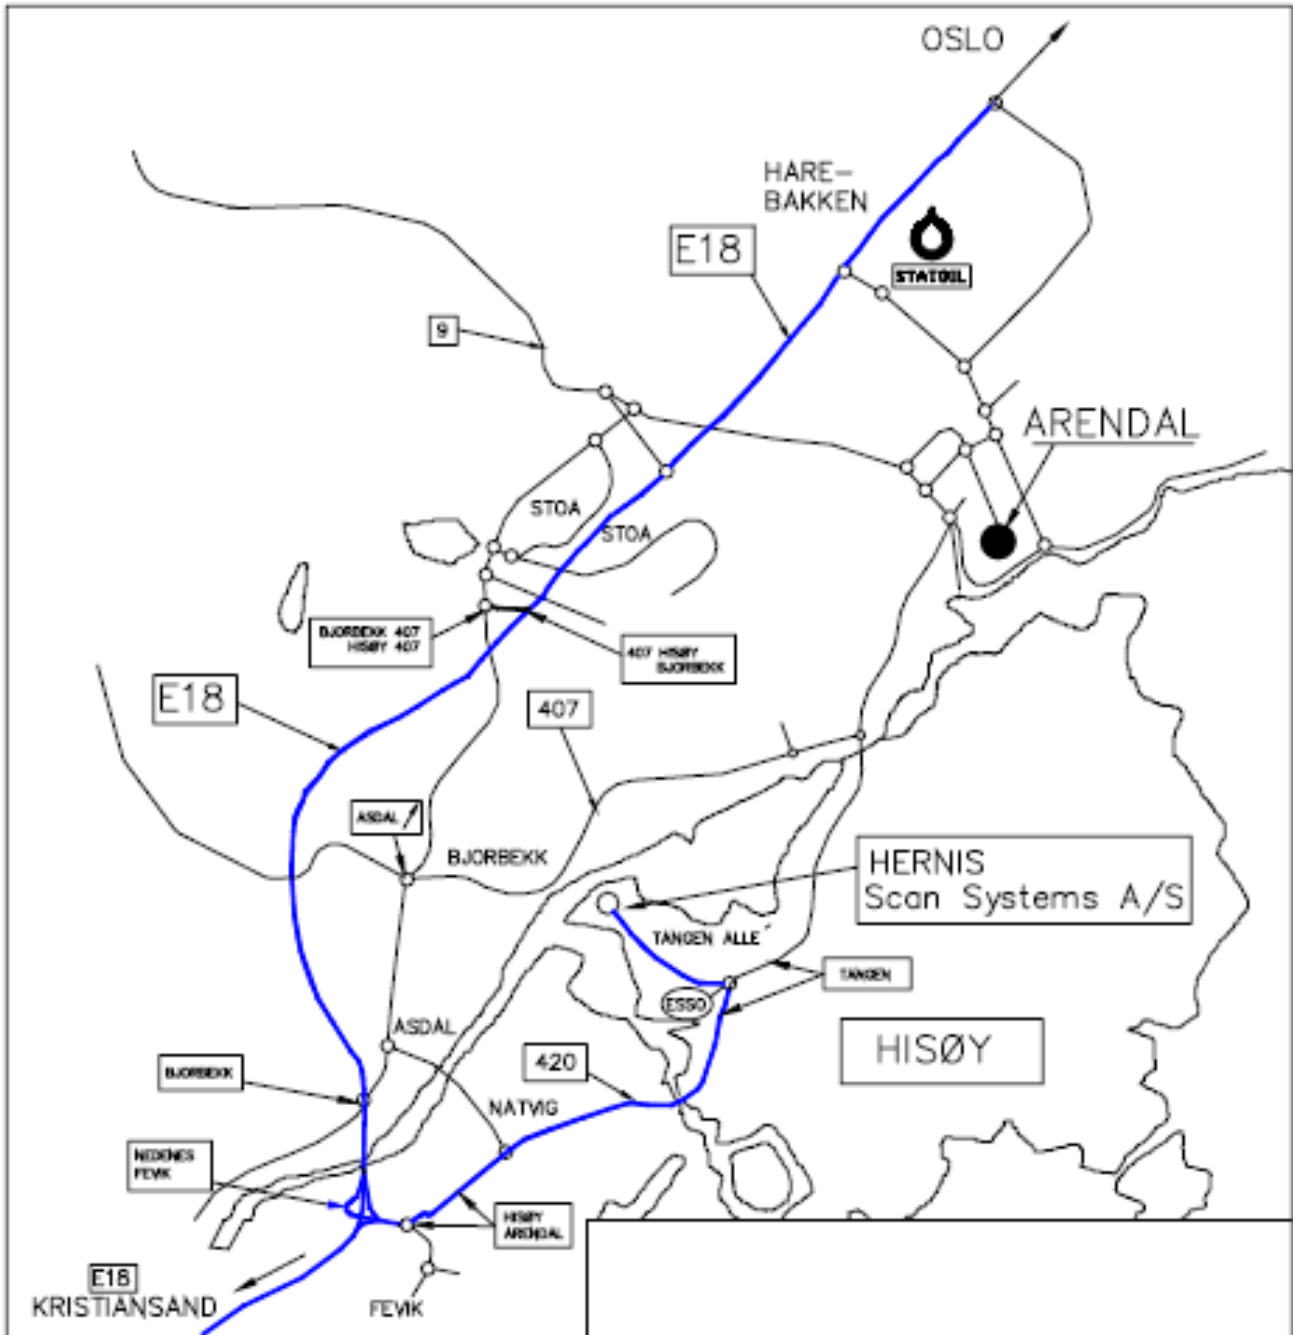 OSLO
HARE-
BAKKEN
E18
STATOIL
9
ARENDAL
STOA
STOA
BJORBEKK 407
HISØY 407
407 HISØY
BJORBEKK
E18
407
ASDAL
BJORBEKK
HERNIS
Scan Systems A/S
TANGEN ALLE´
TANGEN
ESSO
ASDAL
HISØY
420
BJORBEKK
NATVIG
NEDENES
FEVIK
HISØY
ARENDAL
E18
KRISTIANSAND
FEVIK